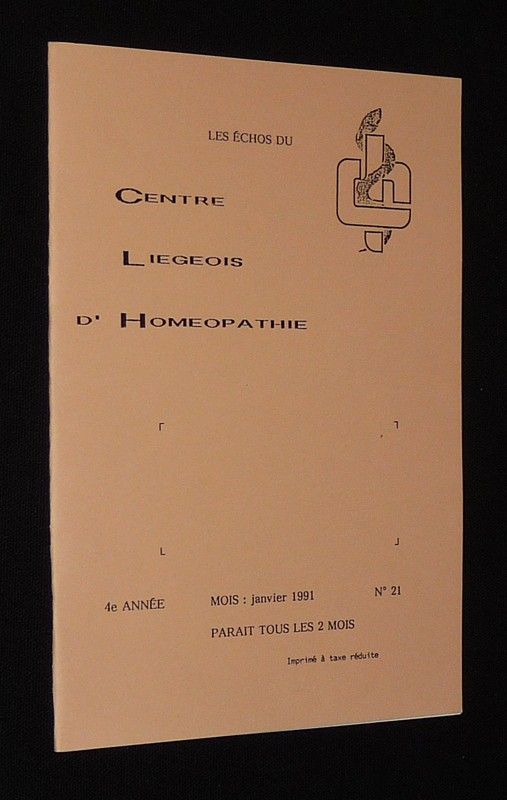 LES ÉCHOS DU
CENTRE
LIEGEOIS
D' HOMEOPATHIE
4e ANNÉE MOIS : janvier 1991 N° 21
PARAIT TOUS LES 2 MOIS
Imprimé à taxe réduite